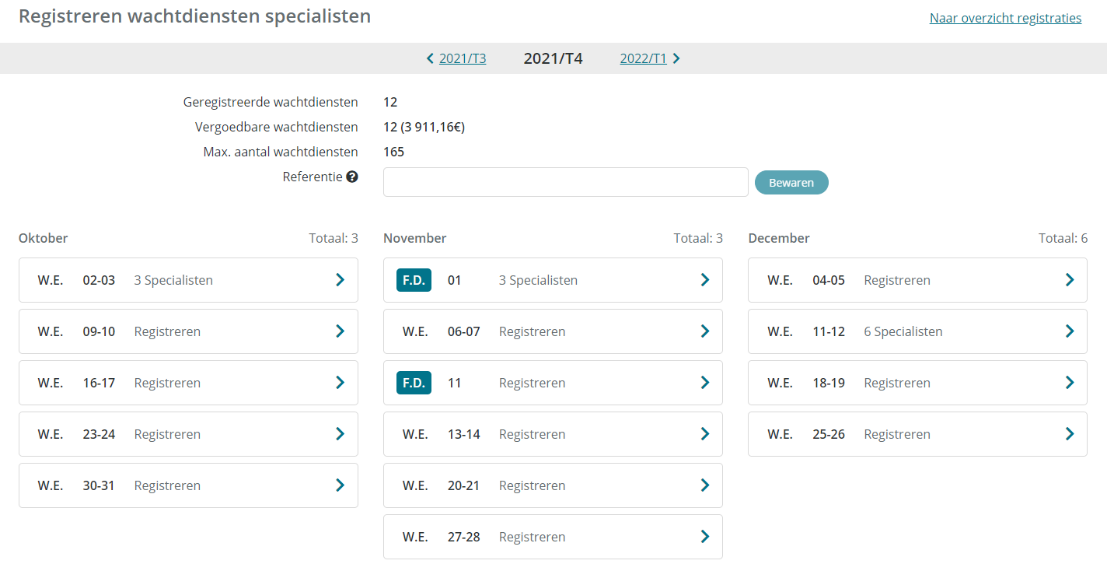 Registreren wachtdiensten specialisten
Naar overzicht registraties
2021/T3 2021/T4 2022/T1
Geregistreerde wachtdiensten 12
Vergoedbare wachtdiensten 12 (3 911,16€)
Max. aantal wachtdiensten 165
Referentie ?
Bewaren
Oktober Totaal: 3
W.E. 02-03 3 Specialisten
W.E. 09-10 Registreren
W.E. 16-17 Registreren
W.E. 23-24 Registreren
W.E. 30-31 Registreren
November Totaal: 3
F.D. 01 3 Specialisten
W.E. 06-07 Registreren
F.D. 11 Registreren
W.E. 13-14 Registreren
W.E. 20-21 Registreren
W.E. 27-28 Registreren
December Totaal: 6
W.E. 04-05 Registreren
W.E. 11-12 6 Specialisten
W.E. 18-19 Registreren
W.E. 25-26 Registreren